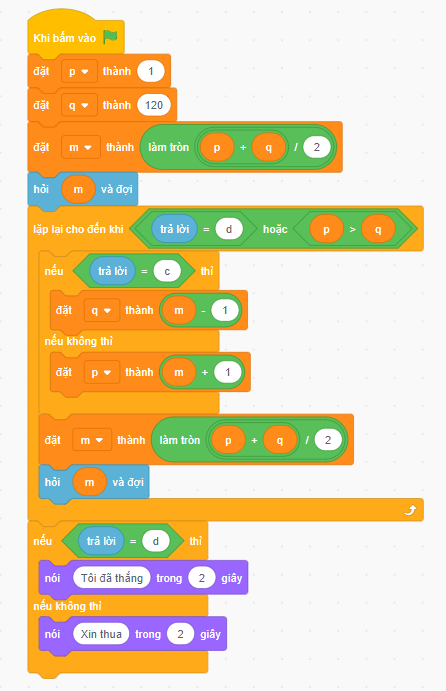 Khi bấm vào
đặt p thành 1
đặt q thành 120
đặt m thành làm tròn p + q / 2
hỏi m và đợi
lặp lại cho đến khi trả lời = d hoặc p > q
nếu trả lời = c thì
đặt q thành m - 1
nếu không thì
đặt p thành m + 1
đặt m thành làm tròn p + q / 2
hỏi m và đợi
nếu trả lời = d thì
nói Tôi đã thắng trong 2 giây
nếu không thì
nói Xin thua trong 2 giây